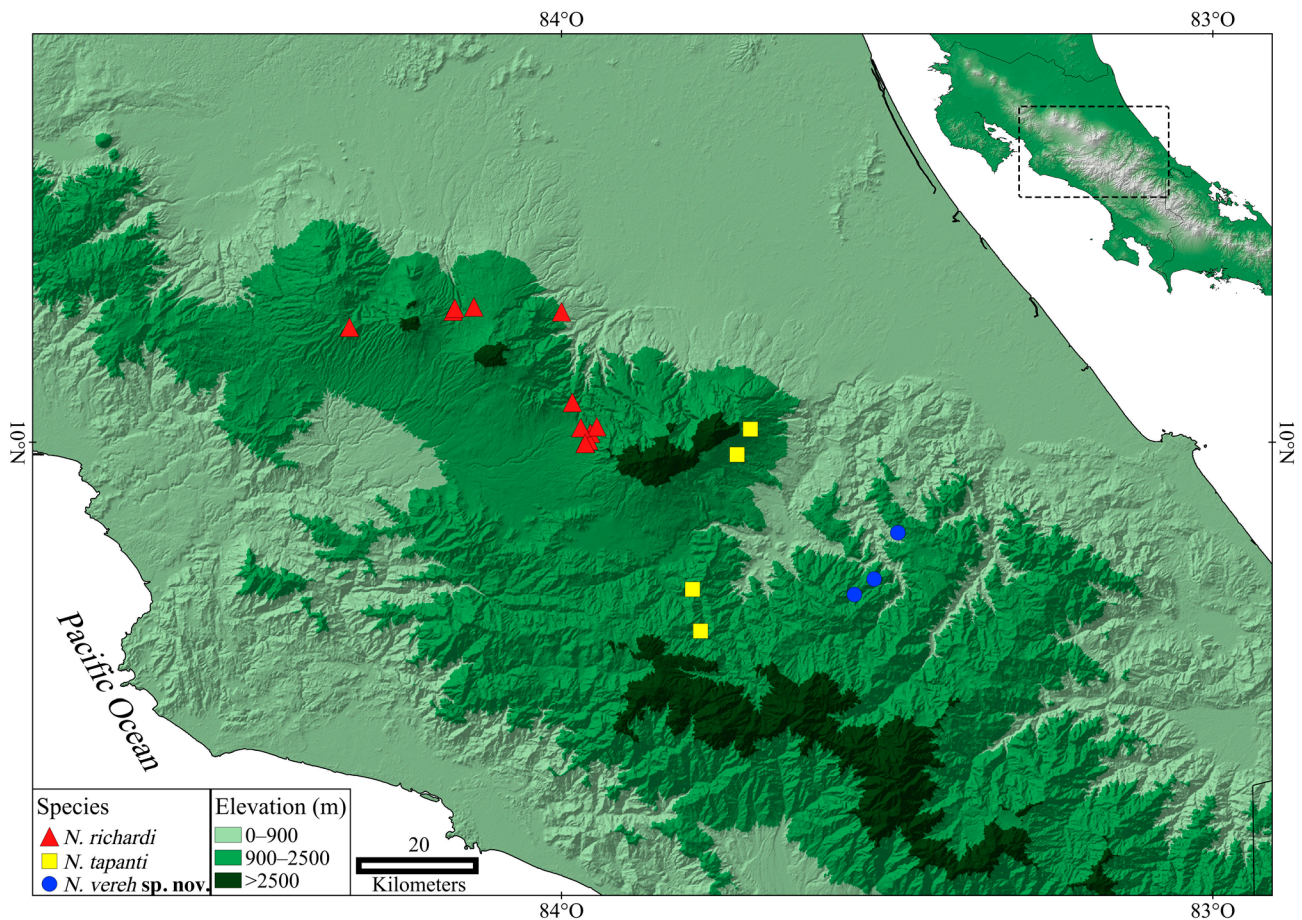 84°O
83°O
10°N
10°N
Pacific Ocean
Species
N. richardi
N. tapanti
N. vereh sp. nov.
Elevation (m)
0–900
900–2500
>2500
20
Kilometers
84°O
83°O